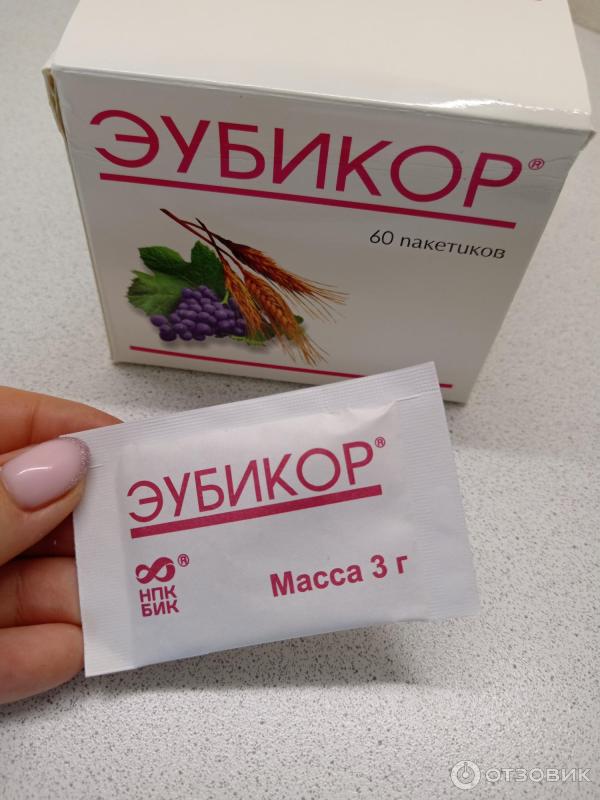 ЭУБИКОР®
60 пакетиков
ЭУБИКОР®
®
НПК
БИК
Масса 3 г
ОТЗОВИК